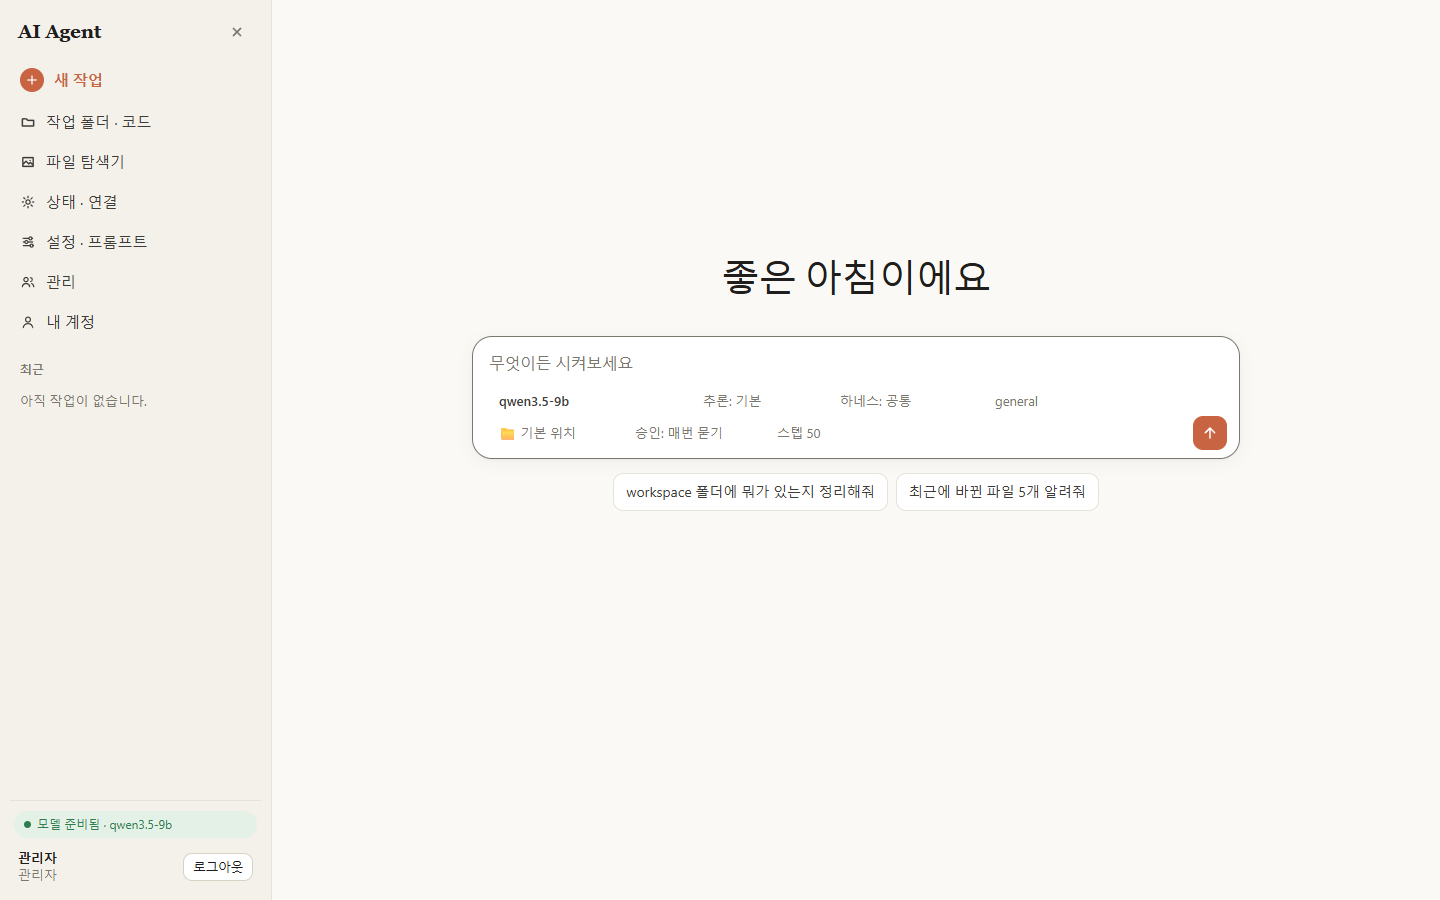 AI Agent
새 작업
작업 폴더 · 코드
파일 탐색기
상태 · 연결
설정 · 프롬프트
관리
내 계정
최근
아직 작업이 없습니다.
모델 준비됨 · qwen3.5-9b
관리자
관리자
로그아웃
좋은 아침이에요
무엇이든 시켜보세요
qwen3.5-9b 추론: 기본 하네스: 공통 general
기본 위치 승인: 매번 묻기 스텝 50
workspace 폴더에 뭐가 있는지 정리해줘 최근에 바뀐 파일 5개 알려줘